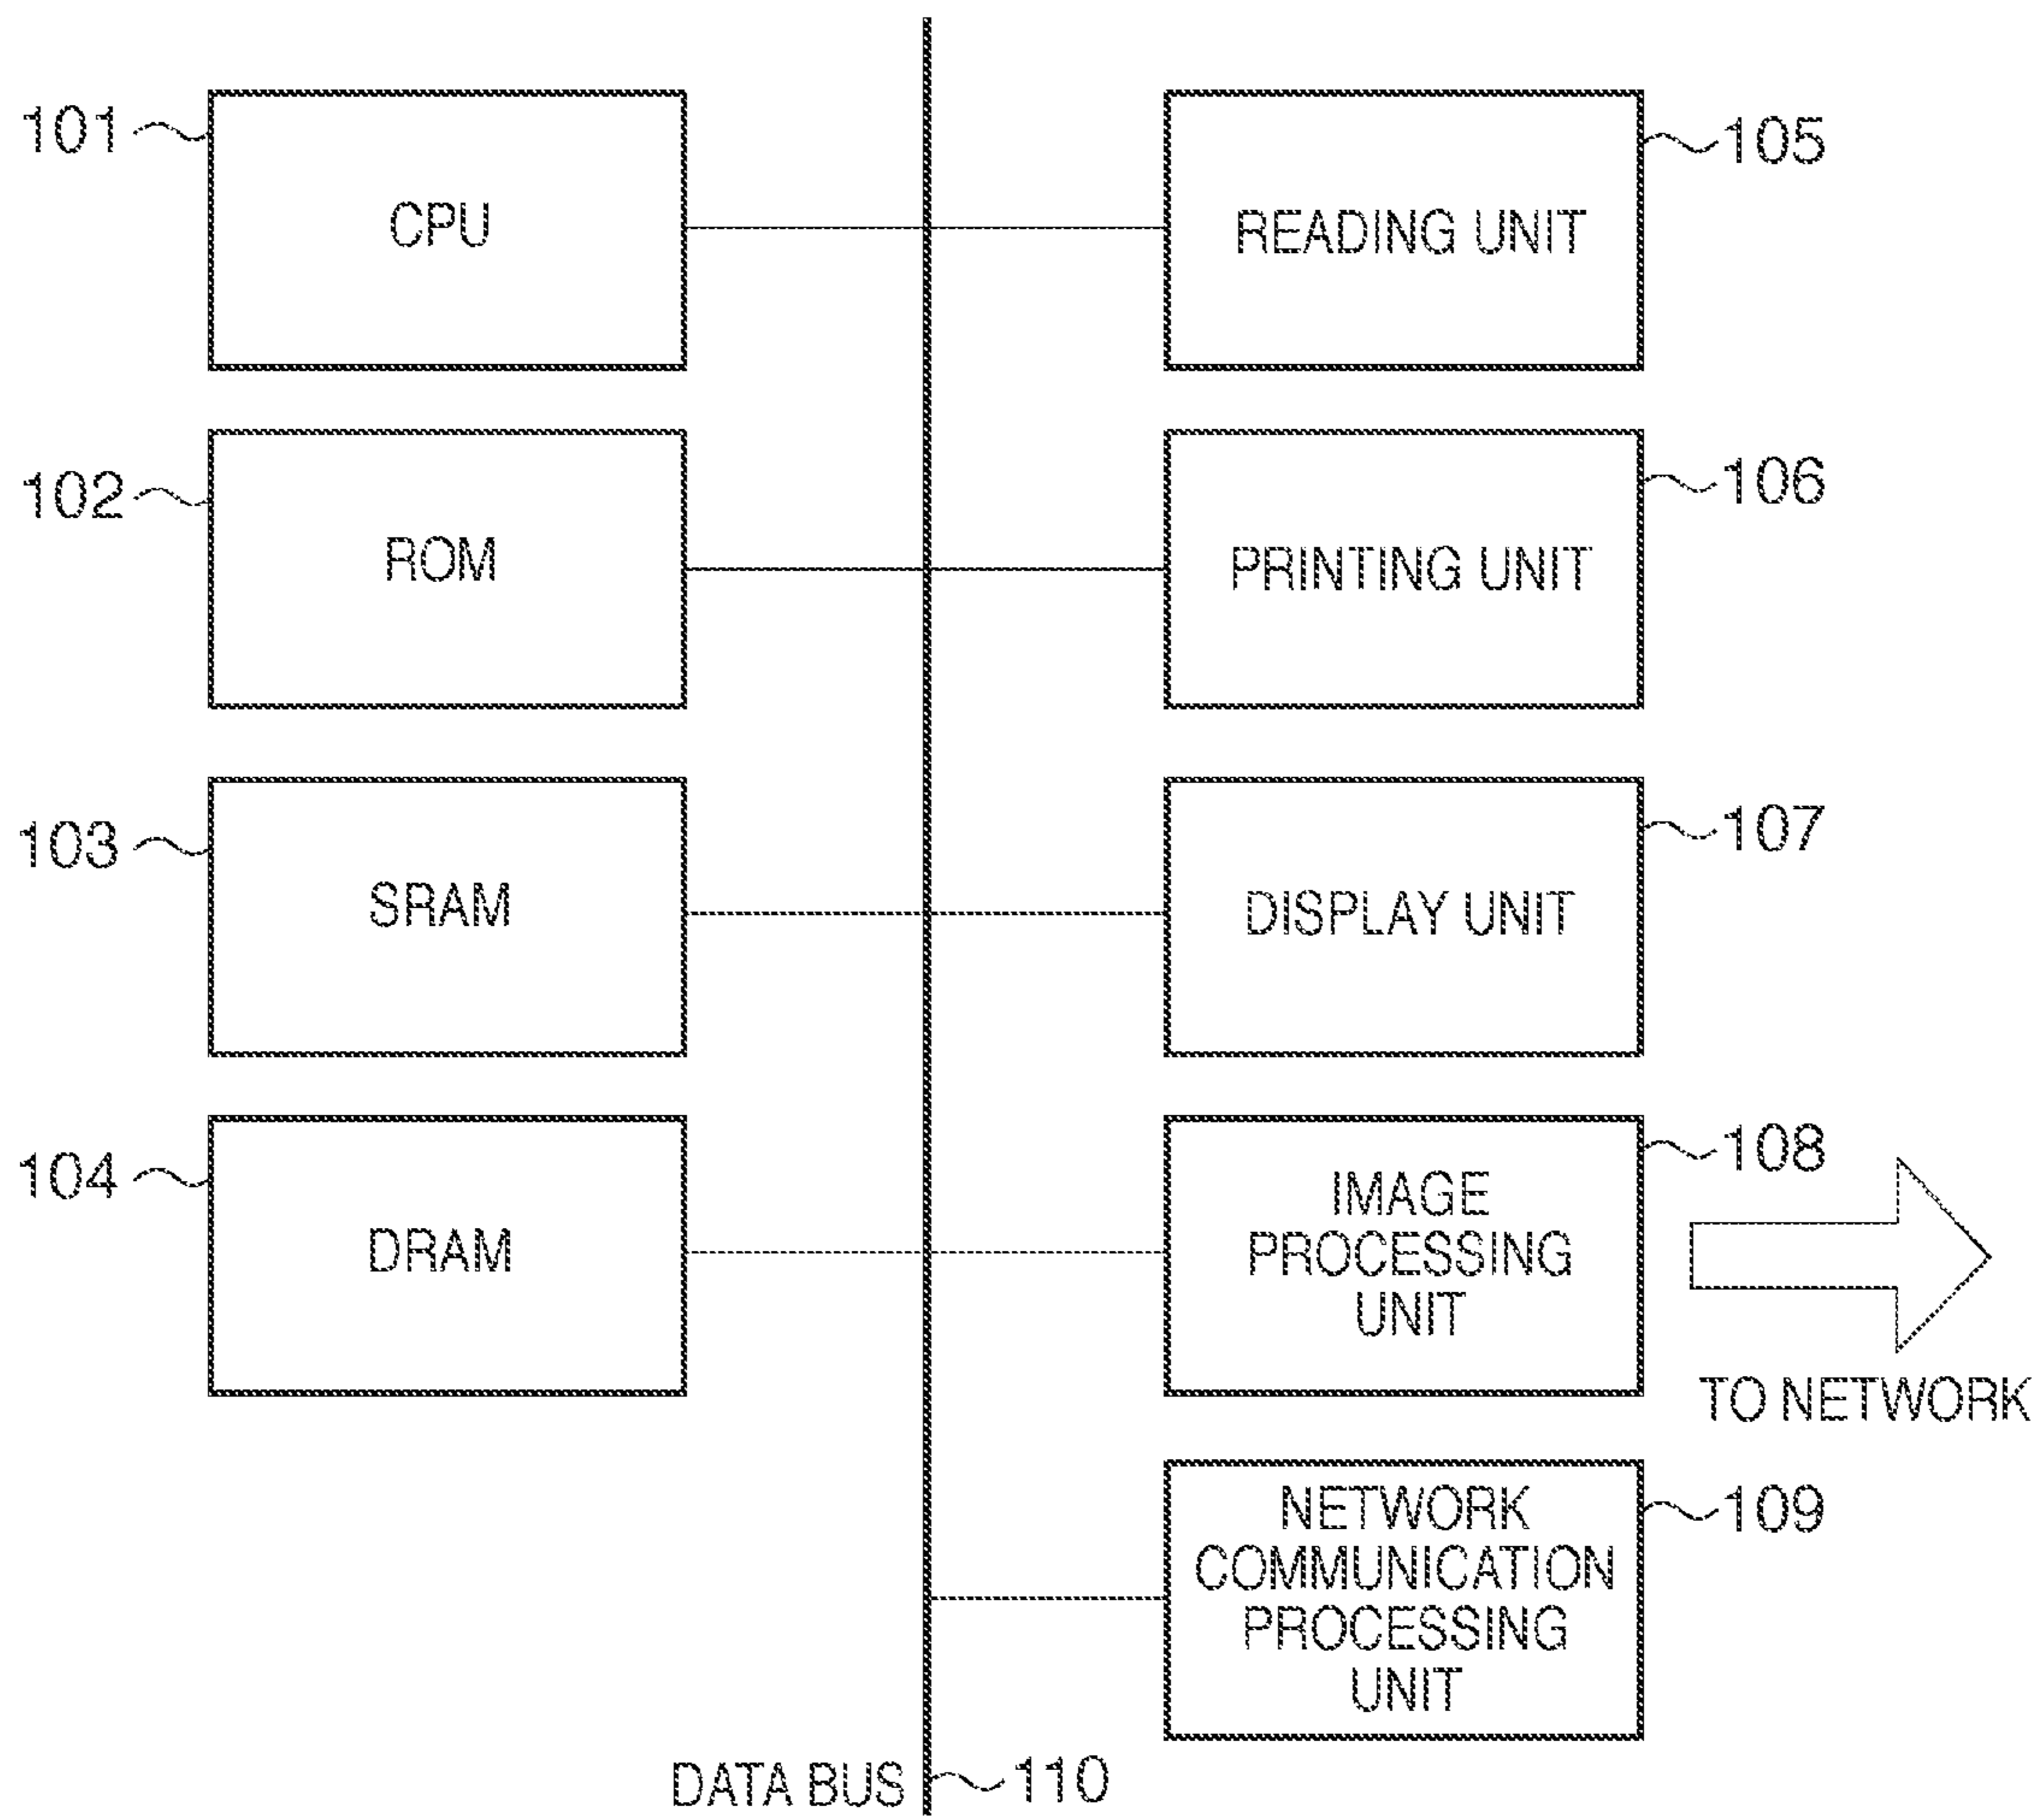 101
CPU
105
READING UNIT
102
ROM
106
PRINTING UNIT
103
SRAM
107
DISPLAY UNIT
104
DRAM
108
IMAGE
PROCESSING
UNIT
TO NETWORK
109
NETWORK
COMMUNICATION
PROCESSING
UNIT
DATA BUS
110